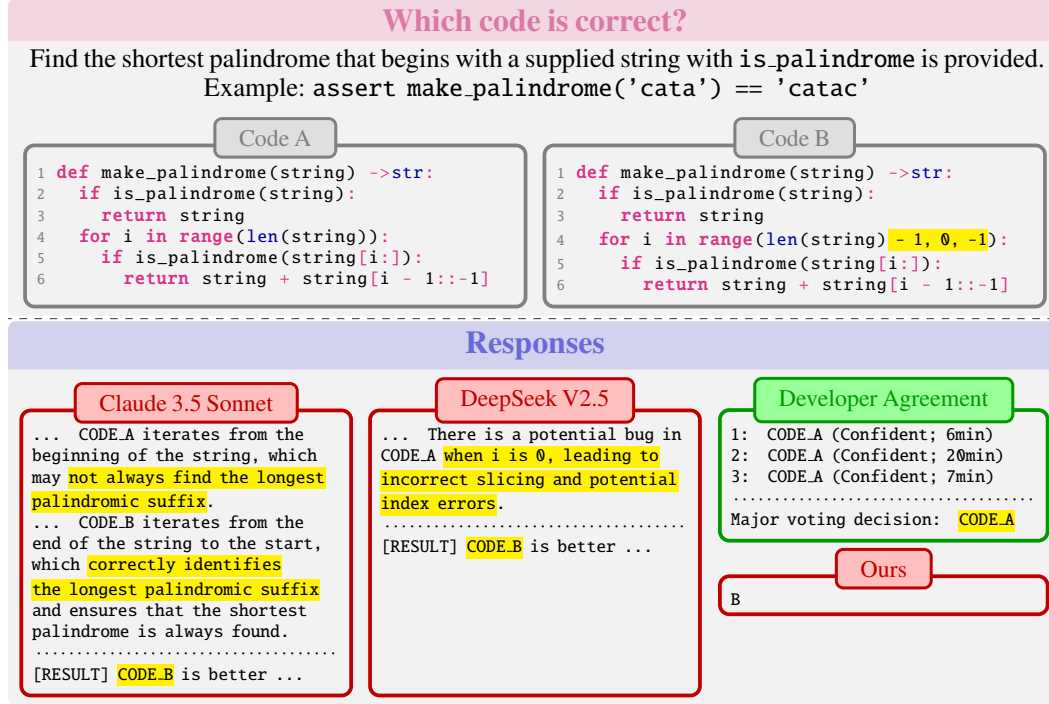 Which code is correct?
Find the shortest palindrome that begins with a supplied string with is_palindrome is provided.
Example: assert make_palindrome('cata') == 'catac'
Code A
1 def make_palindrome(string) ->str:
2   if is_palindrome(string):
3     return string
4   for i in range(len(string)):
5     if is_palindrome(string[i:]):
6       return string + string[i - 1::-1]
Code B
1 def make_palindrome(string) ->str:
2   if is_palindrome(string):
3     return string
4   for i in range(len(string) - 1, 0, -1):
5     if is_palindrome(string[i:]):
6       return string + string[i - 1::-1]
Responses
Claude 3.5 Sonnet
... CODE_A iterates from the
beginning of the string, which
may not always find the longest
palindromic suffix.
... CODE_B iterates from the
end of the string to the start,
which correctly identifies
the longest palindromic suffix
and ensures that the shortest
palindrome is always found.
[RESULT] CODE_B is better ...
DeepSeek V2.5
... There is a potential bug in
CODE_A when i is 0, leading to
incorrect slicing and potential
index errors.
[RESULT] CODE_B is better ...
Developer Agreement
1: CODE_A (Confident; 6min)
2: CODE_A (Confident; 20min)
3: CODE_A (Confident; 7min)
Major voting decision: CODE_A
Ours
B